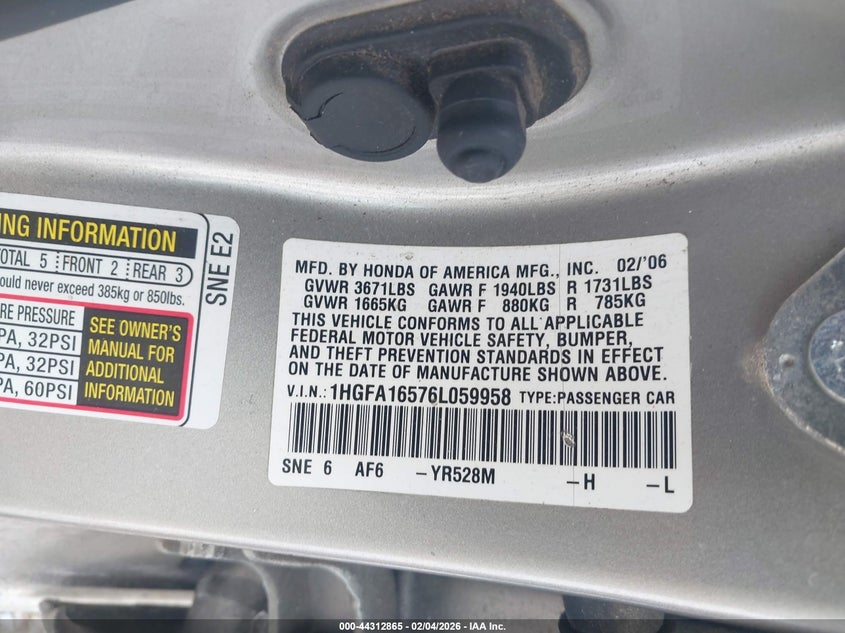 NG INFORMATION
TOTAL 5 FRONT 2 REAR 3
ould never exceed 385kg or 850lbs.
RE PRESSURE
PA, 32PSI
PA, 32PSI
PA, 60PSI
SEE OWNER'S
MANUAL FOR
ADDITIONAL
INFORMATION
SNE E2
MFD. BY HONDA OF AMERICA MFG., INC. 02/'06
GVWR 3671LBS GAWR F 1940LBS R 1731LBS
GVWR 1665KG GAWR F 880KG R 785KG
THIS VEHICLE CONFORMS TO ALL APPLICABLE
FEDERAL MOTOR VEHICLE SAFETY, BUMPER,
AND THEFT PREVENTION STANDARDS IN EFFECT
ON THE DATE OF MANUFACTURE SHOWN ABOVE.
V.I.N.: 1HGFA16576L059958 TYPE:PASSENGER CAR
SNE 6 AF6 -YR528M -H -L
000-44312865 - 02/04/2026 - IAA Inc.